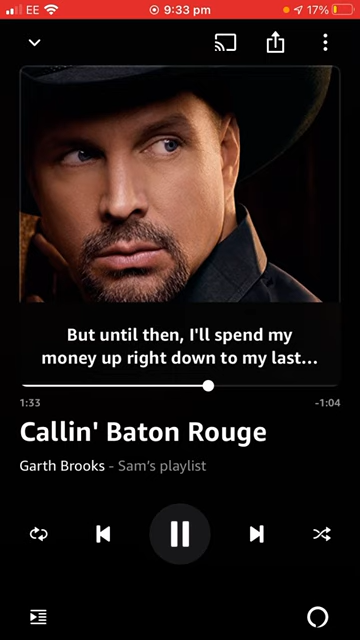 EE 9:33 pm 17%
But until then, I'll spend my
money up right down to my last...
1:33 -1:04
Callin' Baton Rouge
Garth Brooks - Sam's playlist